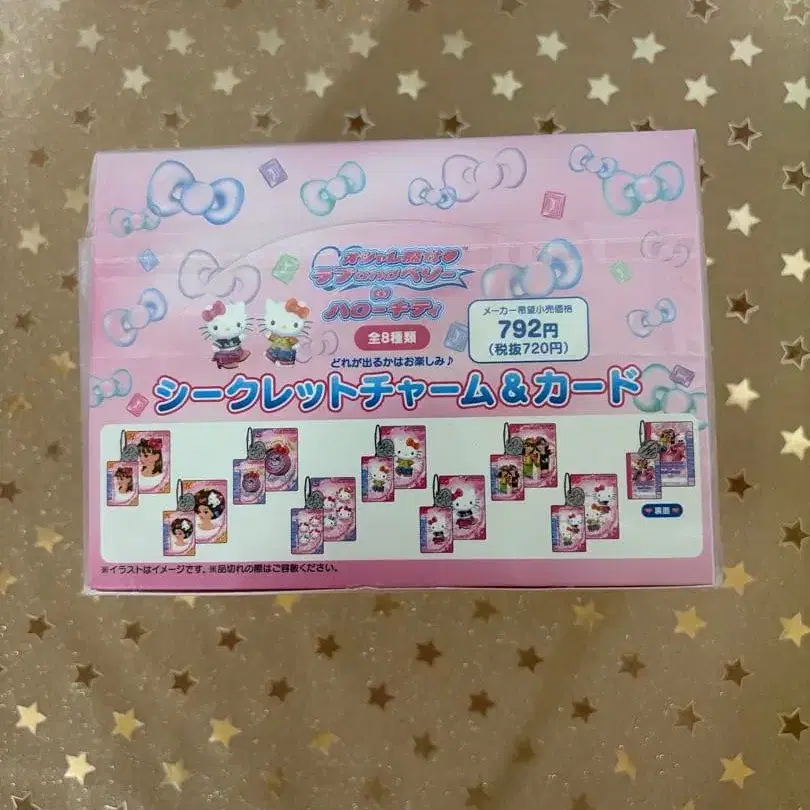 オシャレ魔女♥
ラブandベリー
ハローキティ
全8種類
メーカー希望小売価格
792円
(税抜720円)
どれが出るかはお楽しみ♪
シークレットチャーム&カード
裏面
※イラストはイメージです。※品切れの際はご容赦ください。